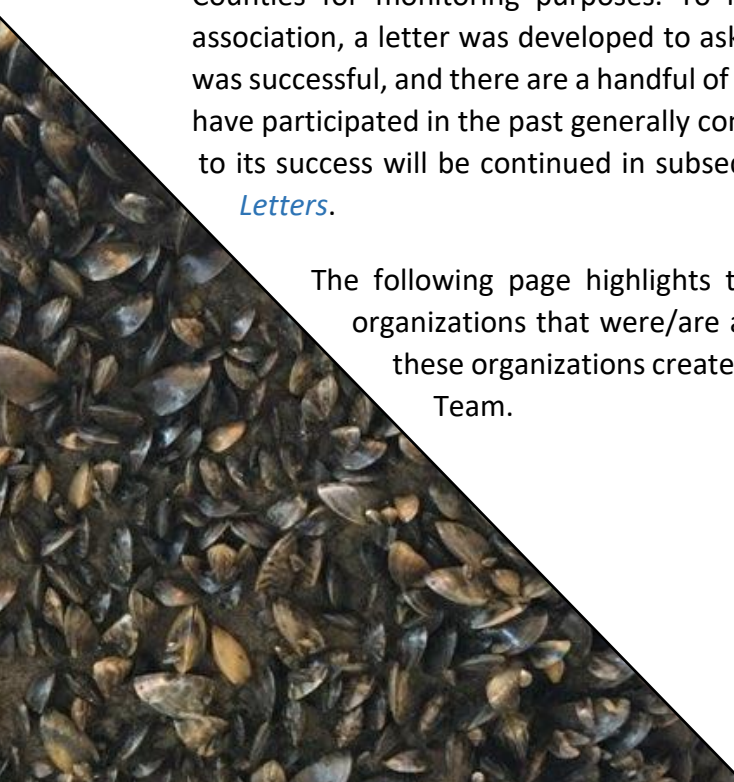 Counties for monitoring purposes. To
association, a letter was developed to ask
was successful, and there are a handful of
have participated in the past generally
to its success will be continued in
Letters.
The following page highlights
organizations that were/are
these organizations create
Team.